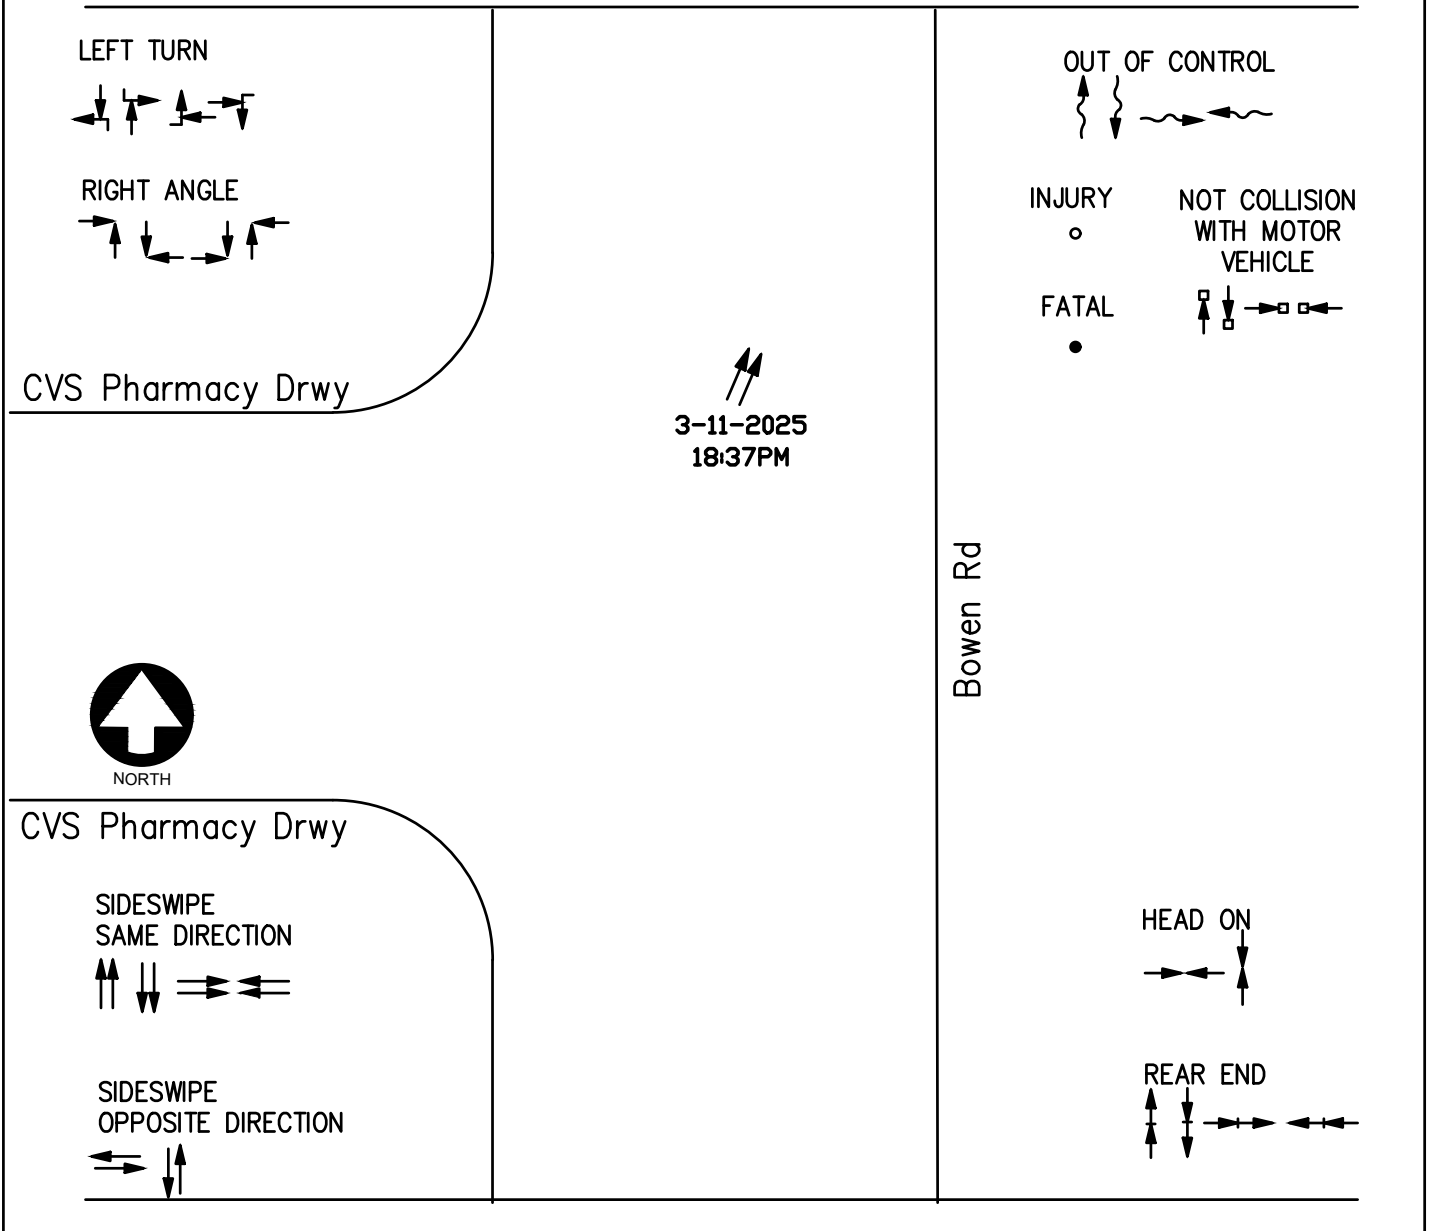 LEFT TURN
OUT OF CONTROL
RIGHT ANGLE
INJURY
NOT COLLISION
WITH MOTOR
VEHICLE
FATAL
CVS Pharmacy Drwy
3-11-2025
18:37PM
Bowen Rd
NORTH
CVS Pharmacy Drwy
SIDESWIPE
SAME DIRECTION
HEAD ON
REAR END
SIDESWIPE
OPPOSITE DIRECTION